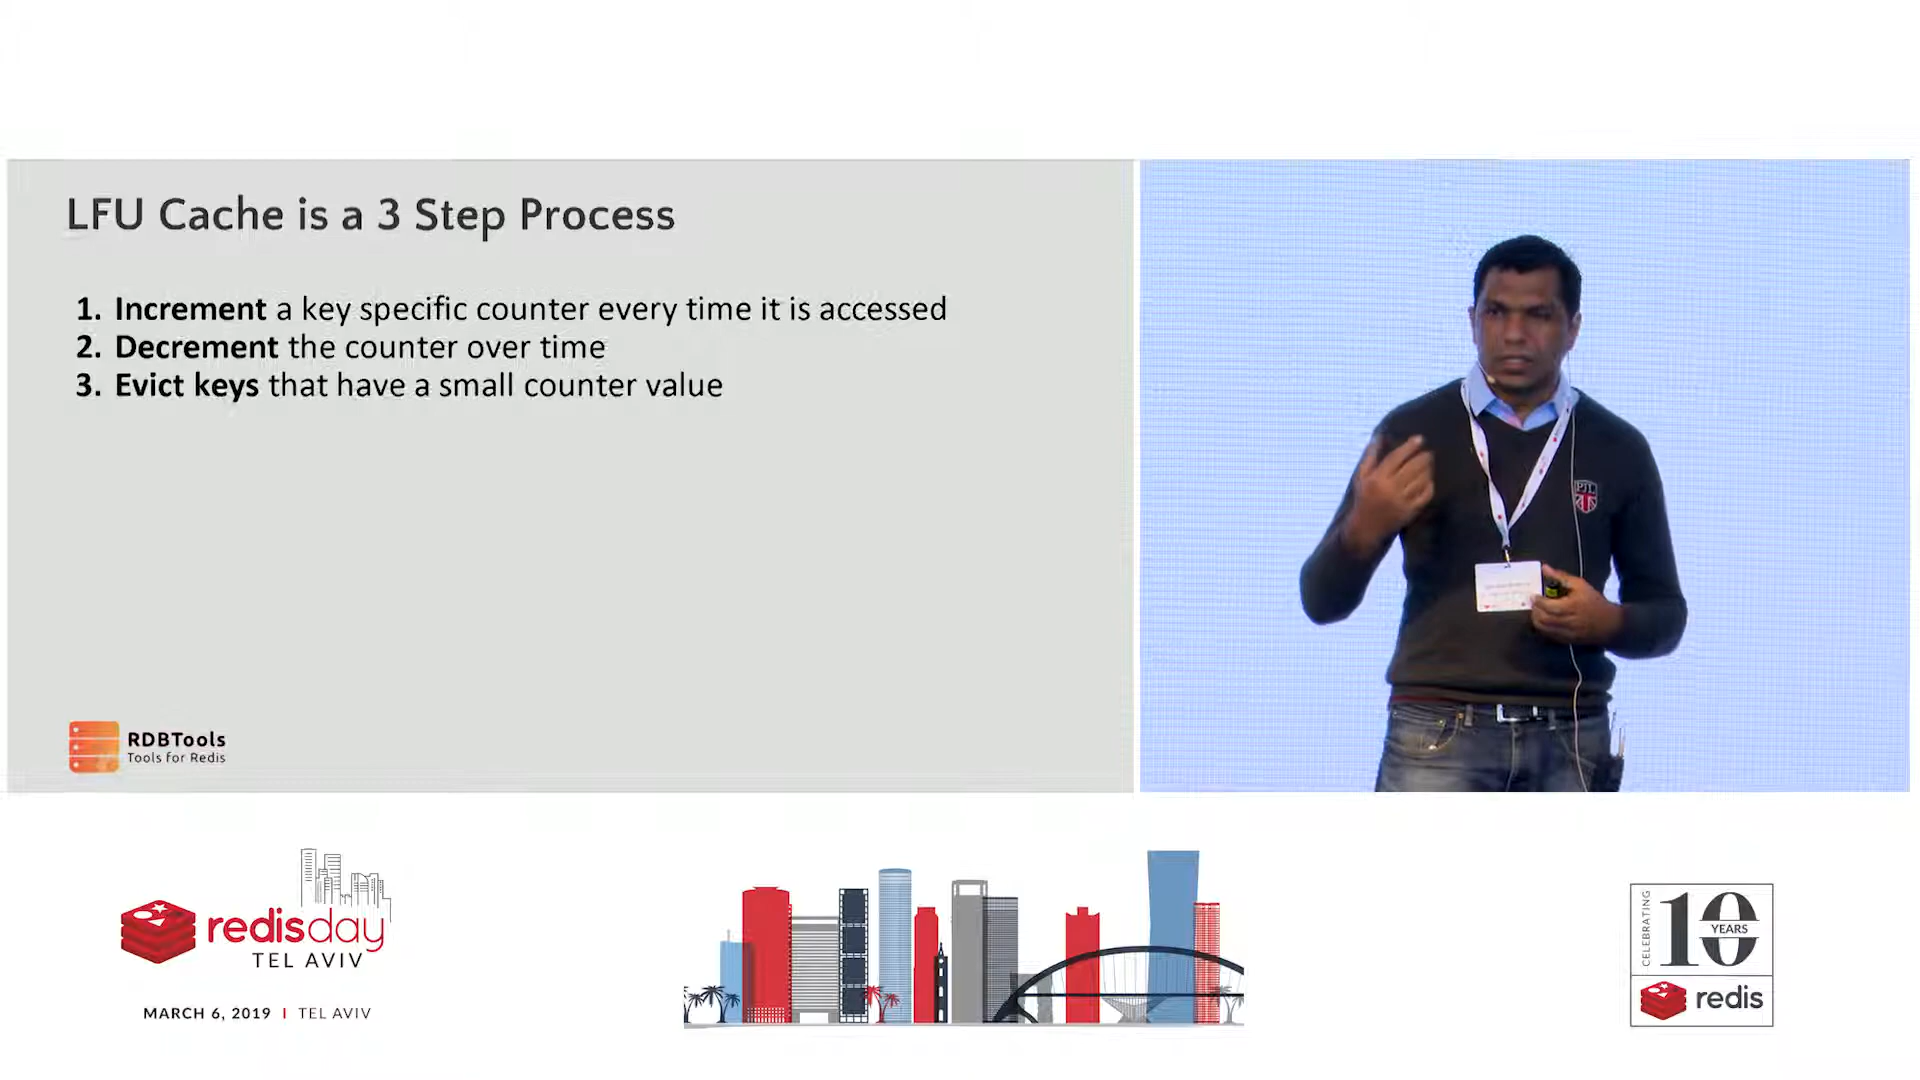 LFU Cache is a 3 Step Process
1. Increment a key specific counter every time it is accessed
2. Decrement the counter over time
3. Evict keys that have a small counter value
RDBTools
Tools for Redis
PJL
redisday
TEL AVIV
MARCH 6, 2019 | TEL AVIV
CELEBRATING
10
YEARS
redis